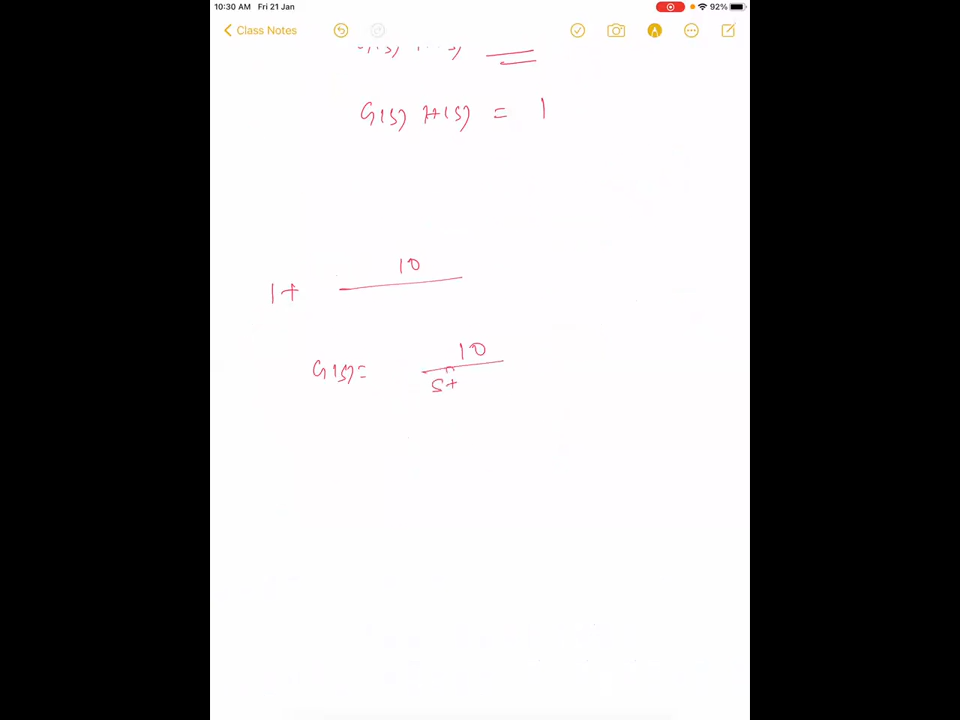 10:30 AM Fri 21 Jan 92%
Class Notes
G(s) H(s) = 1
10
1+
10
G(s)=
s+